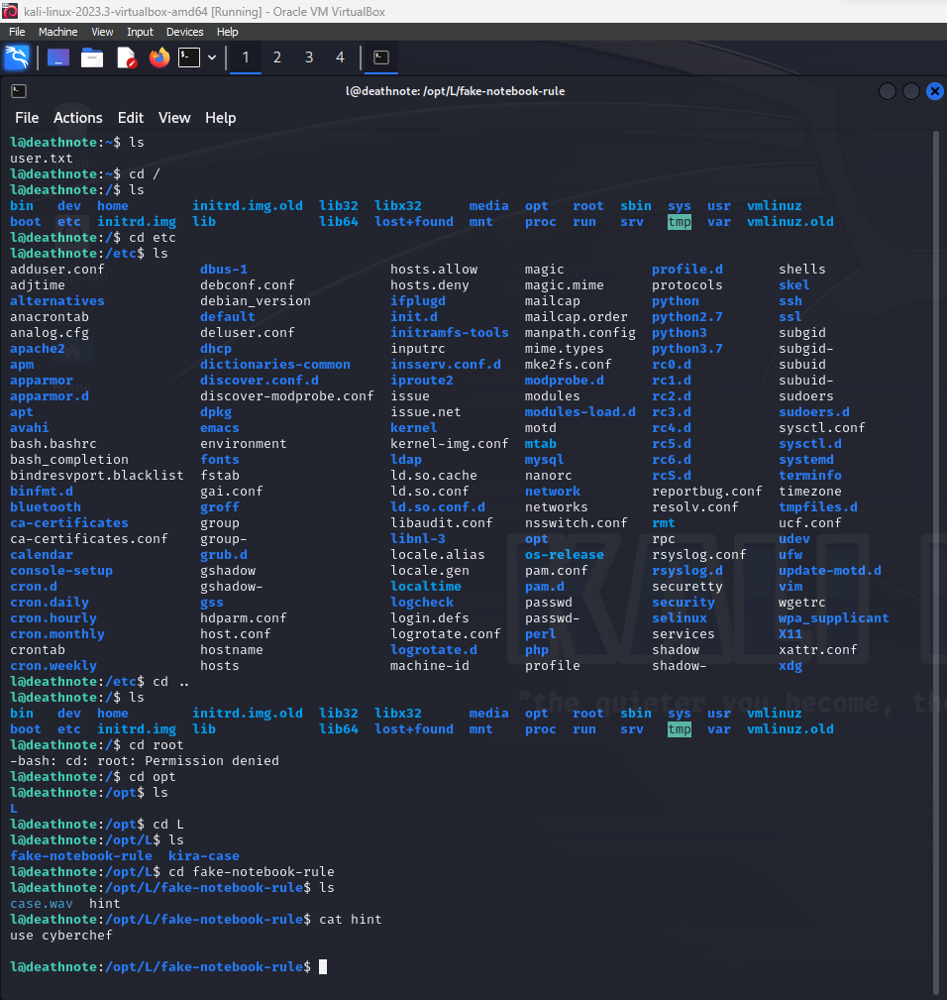 kali-linux-2023.3-virtualbox-amd64 [Running] - Oracle VM VirtualBox
File Machine View Input Devices Help
1 2 3 4
l@deathnote: /opt/L/fake-notebook-rule
File Actions Edit View Help
l@deathnote:~$ ls
user.txt
l@deathnote:~$ cd /
l@deathnote:/$ ls
bin dev home initrd.img.old lib32 libx32 media opt root sbin sys usr vmlinuz
boot etc initrd.img lib lib64 lost+found mnt proc run srv tmp var vmlinuz.old
l@deathnote:/$ cd etc
l@deathnote:/etc$ ls
adduser.conf dbus-1 hosts.allow magic profile.d shells
adjtime debconf.conf hosts.deny magic.mime protocols skel
alternatives debian_version ifplugd mailcap python ssh
anacrontab default init.d mailcap.order python2.7 ssl
analog.cfg deluser.conf initramfs-tools manpath.config python3 subgid
apache2 dhcp inputrc mime.types python3.7 subgid-
apm dictionaries-common insserv.conf.d mke2fs.conf rc0.d subuid
apparmor discover.conf.d iproute2 modprobe.d rc1.d subuid-
apparmor.d discover-modprobe.conf issue modules rc2.d sudoers
apt dpkg issue.net modules-load.d rc3.d sudoers.d
avahi emacs kernel motd rc4.d sysctl.conf
bash.bashrc environment kernel-img.conf mtab rc5.d sysctl.d
bash_completion fonts ldap mysql rc6.d systemd
bindresvport.blacklist fstab ld.so.cache nanorc rcS.d terminfo
binfmt.d gai.conf ld.so.conf network reportbug.conf timezone
bluetooth groff ld.so.conf.d networks resolv.conf tmpfiles.d
ca-certificates group libaudit.conf nsswitch.conf rmt ucf.conf
ca-certificates.conf group- libnl-3 opt rpc udev
calendar grub.d locale.alias os-release rsyslog.conf ufw
console-setup gshadow locale.gen pam.conf rsyslog.d update-motd.d
cron.d gshadow- localtime pam.d securetty vim
cron.daily gss logcheck passwd security wgetrc
cron.hourly hdparm.conf login.defs passwd- selinux wpa_supplicant
cron.monthly host.conf logrotate.conf perl services X11
crontab hostname logrotate.d php shadow xattr.conf
cron.weekly hosts machine-id profile shadow- xdg
l@deathnote:/etc$ cd ..
l@deathnote:/$ ls
bin dev home initrd.img.old lib32 libx32 media opt root sbin sys usr vmlinuz
boot etc initrd.img lib lib64 lost+found mnt proc run srv tmp var vmlinuz.old
l@deathnote:/$ cd root
-bash: cd: root: Permission denied
l@deathnote:/$ cd opt
l@deathnote:/opt$ ls
L
l@deathnote:/opt$ cd L
l@deathnote:/opt/L$ ls
fake-notebook-rule kira-case
l@deathnote:/opt/L$ cd fake-notebook-rule
l@deathnote:/opt/L/fake-notebook-rule$ ls
case.wav hint
l@deathnote:/opt/L/fake-notebook-rule$ cat hint
use cyberchef
l@deathnote:/opt/L/fake-notebook-rule$